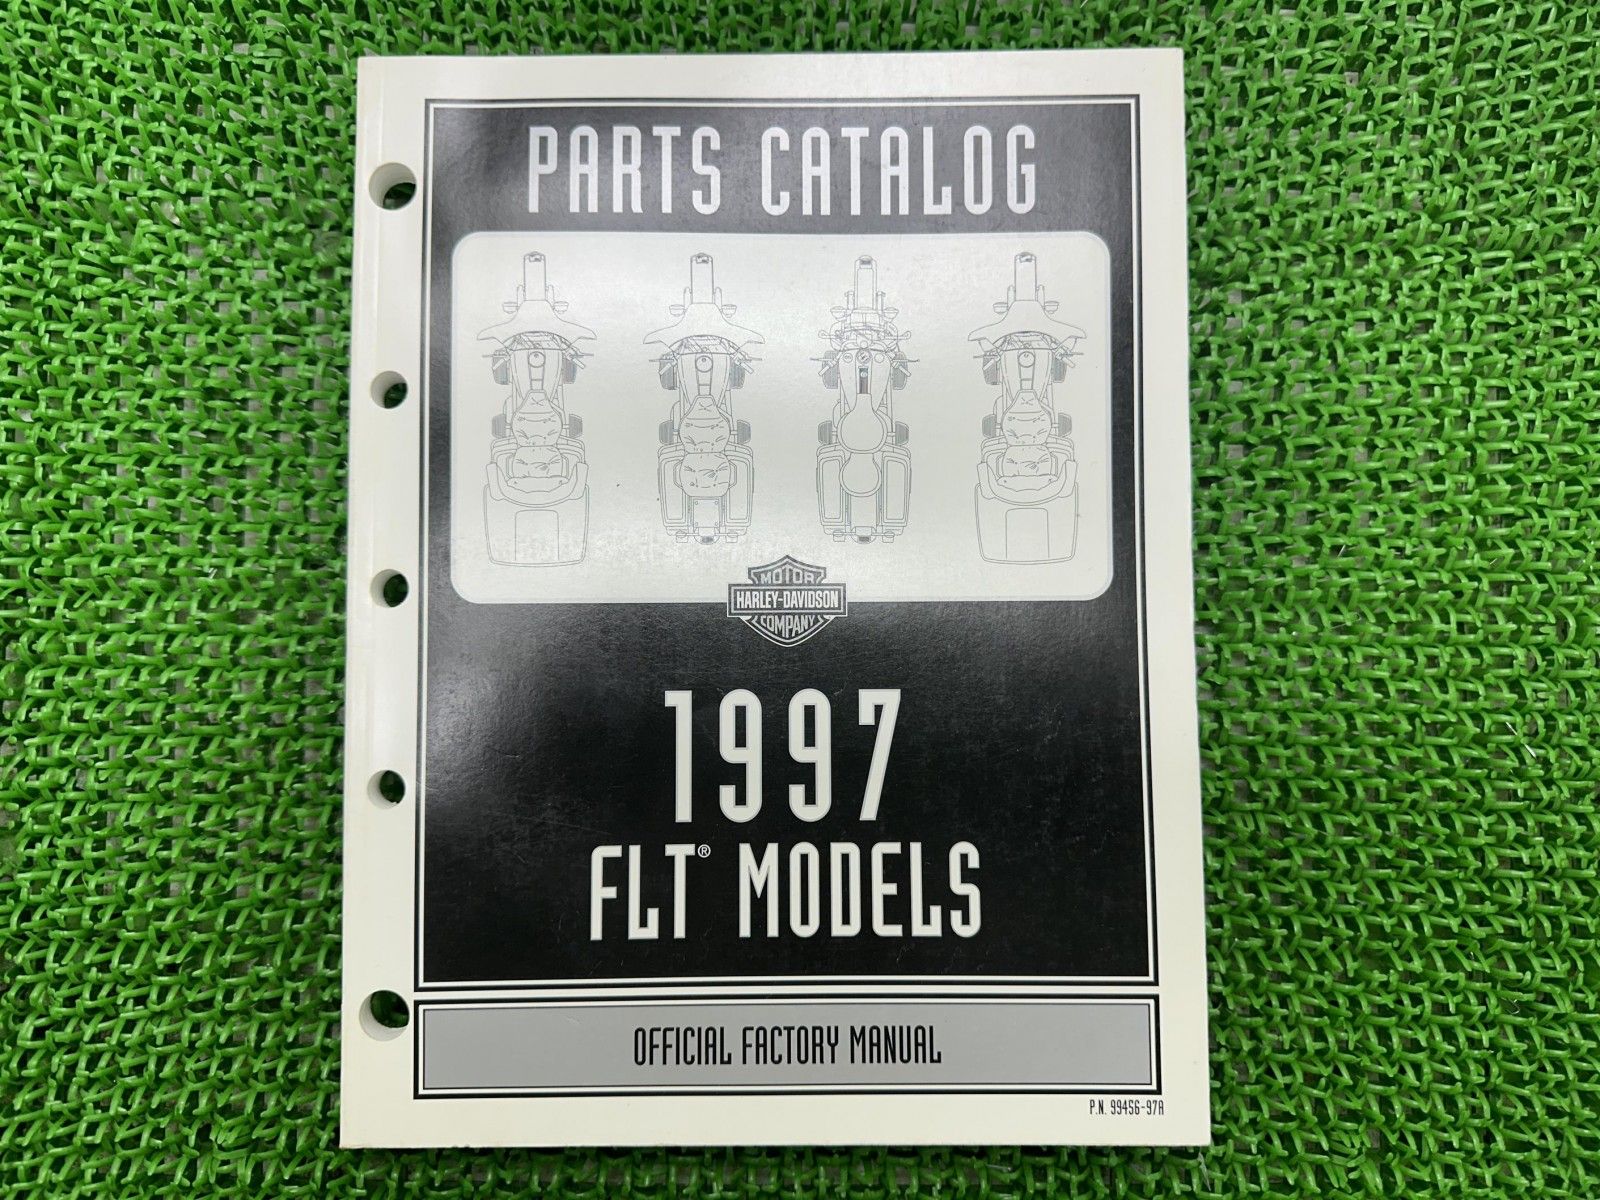 PARTS CATALOG
MOTOR
HARLEY-DAVIDSON
COMPANY
1997
FLT® MODELS
OFFICIAL FACTORY MANUAL
P.N. 99456-97A